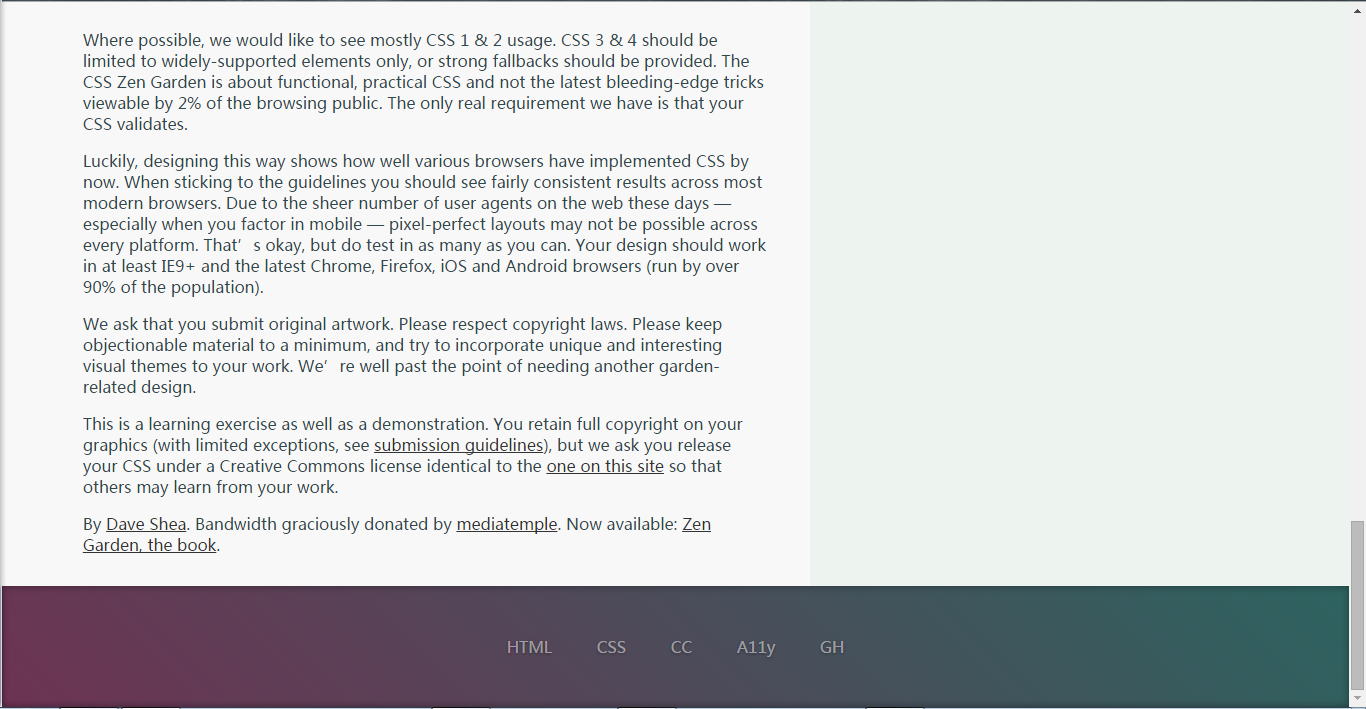 Where possible, we would like to see mostly CSS 1 & 2 usage. CSS 3 & 4 should be
limited to widely-supported elements only, or strong fallbacks should be provided. The
CSS Zen Garden is about functional, practical CSS and not the latest bleeding-edge tricks
viewable by 2% of the browsing public. The only real requirement we have is that your
CSS validates.
Luckily, designing this way shows how well various browsers have implemented CSS by
now. When sticking to the guidelines you should see fairly consistent results across most
modern browsers. Due to the sheer number of user agents on the web these days —
especially when you factor in mobile — pixel-perfect layouts may not be possible across
every platform. That’s okay, but do test in as many as you can. Your design should work
in at least IE9+ and the latest Chrome, Firefox, iOS and Android browsers (run by over
90% of the population).
We ask that you submit original artwork. Please respect copyright laws. Please keep
objectionable material to a minimum, and try to incorporate unique and interesting
visual themes to your work. We’re well past the point of needing another garden-
related design.
This is a learning exercise as well as a demonstration. You retain full copyright on your
graphics (with limited exceptions, see submission guidelines), but we ask you release
your CSS under a Creative Commons license identical to the one on this site so that
others may learn from your work.
By Dave Shea. Bandwidth graciously donated by mediatemple. Now available: Zen
Garden, the book.
HTML CSS CC A11y GH